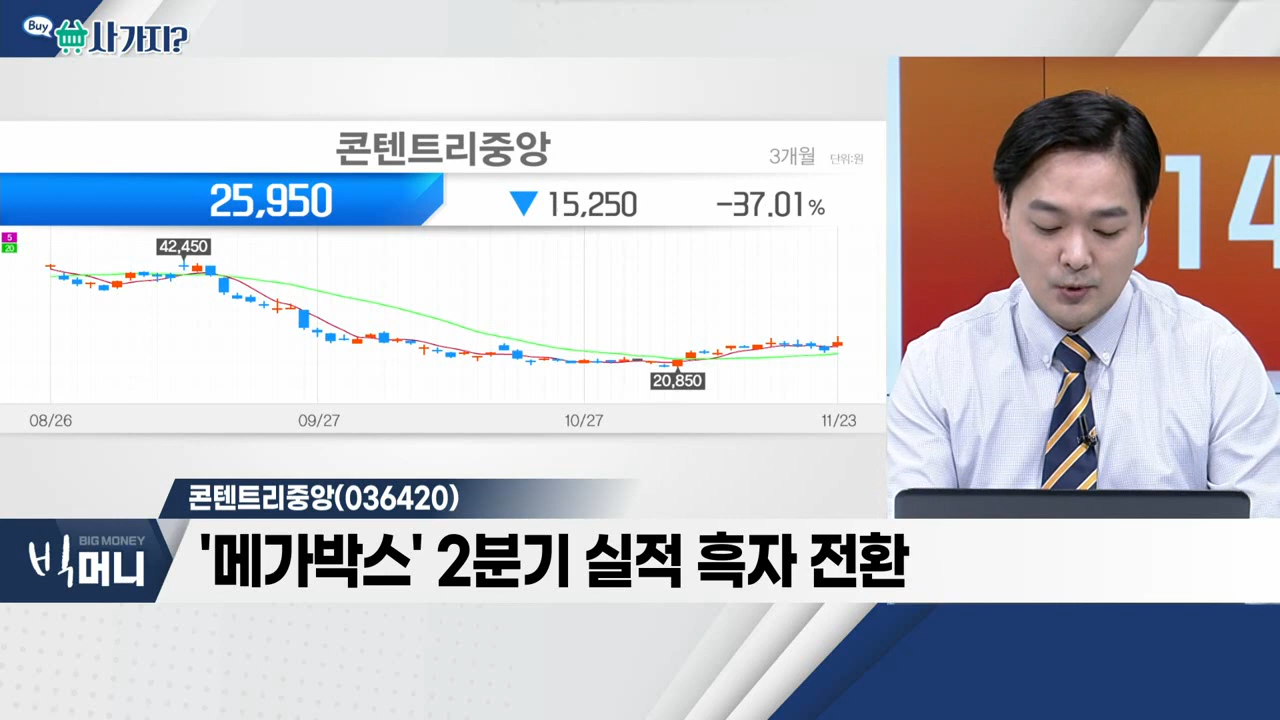 Buy
사가지?
콘텐트리중앙
3개월 단위:원
25,950 ▼ 15,250 -37.01%
5
20
42,450
20,850
08/26 09/27 10/27 11/23
14
콘텐트리중앙(036420)
BIG MONEY
빅머니
'메가박스' 2분기 실적 흑자 전환